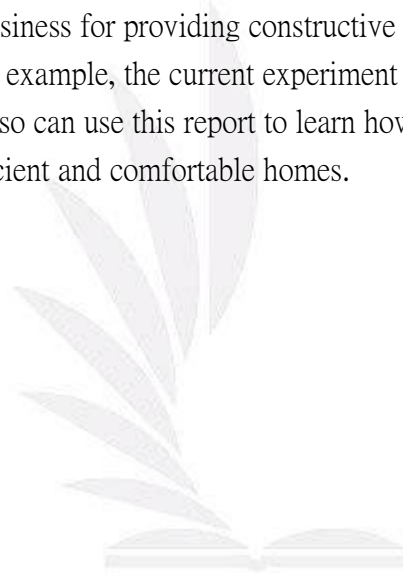 siness for providing constructive
example, the current experiment
so can use this report to learn how
cient and comfortable homes.